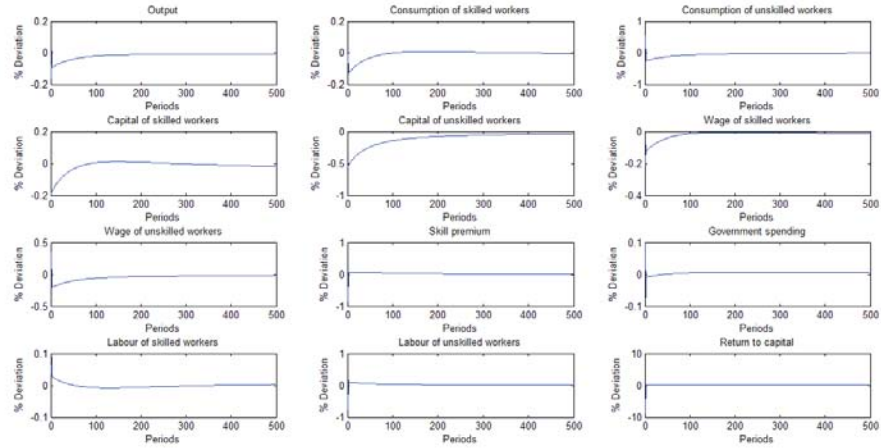 Output
Consumption of skilled workers
Consumption of unskilled workers
% Deviation
0.2
0
-0.2
0 100 200 300 400 500
Periods
% Deviation
0.2
0
-0.2
0 100 200 300 400 500
Periods
% Deviation
1
0
-1
0 100 200 300 400 500
Periods
Capital of skilled workers
Capital of unskilled workers
Wage of skilled workers
% Deviation
0.2
0
-0.2
0 100 200 300 400 500
Periods
% Deviation
0
-0.5
-1
0 100 200 300 400 500
Periods
% Deviation
0
-0.2
-0.4
0 100 200 300 400 500
Periods
Wage of unskilled workers
Skill premium
Government spending
% Deviation
0.5
0
-0.5
0 100 200 300 400 500
Periods
% Deviation
1
0
-1
0 100 200 300 400 500
Periods
% Deviation
0.1
0
-0.1
0 100 200 300 400 500
Periods
Labour of skilled workers
Labour of unskilled workers
Return to capital
% Deviation
0.1
0
-0.1
0 100 200 300 400 500
Periods
% Deviation
1
0
-1
0 100 200 300 400 500
Periods
% Deviation
10
0
-10
0 100 200 300 400 500
Periods